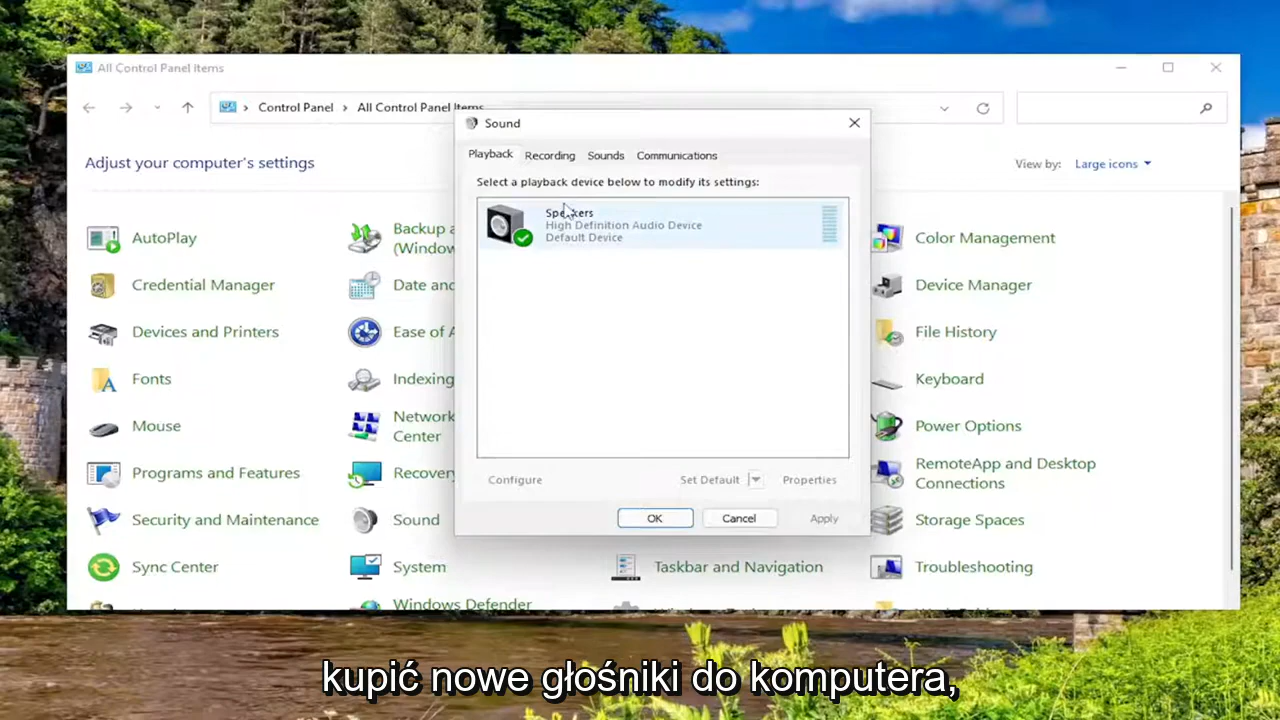 All Control Panel Items
Control Panel > All Control Panel Items
Sound
Playback Recording Sounds Communications
Select a playback device below to modify its settings:
Speakers
High Definition Audio Device
Default Device
Configure Set Default Properties
OK Cancel Apply
Adjust your computer's settings
View by: Large icons
AutoPlay
Backup a
(Window
Color Management
Credential Manager
Date and
Device Manager
Devices and Printers
Ease of A
File History
Fonts
Indexing
Keyboard
Mouse
Network
Center
Power Options
Programs and Features
Recovery
RemoteApp and Desktop
Connections
Security and Maintenance
Sound
Storage Spaces
Sync Center
System
Taskbar and Navigation
Troubleshooting
Windows Defender
kupić nowe głośniki do komputera,